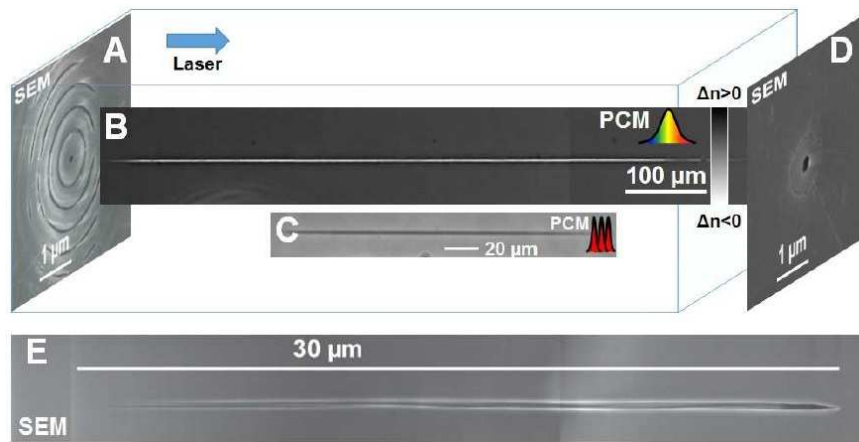 A
SEM
1 µm
Laser
B
PCM
100 µm
Δn>0
Δn<0
C
PCM
20 µm
D
SEM
1 µm
E
30 µm
SEM